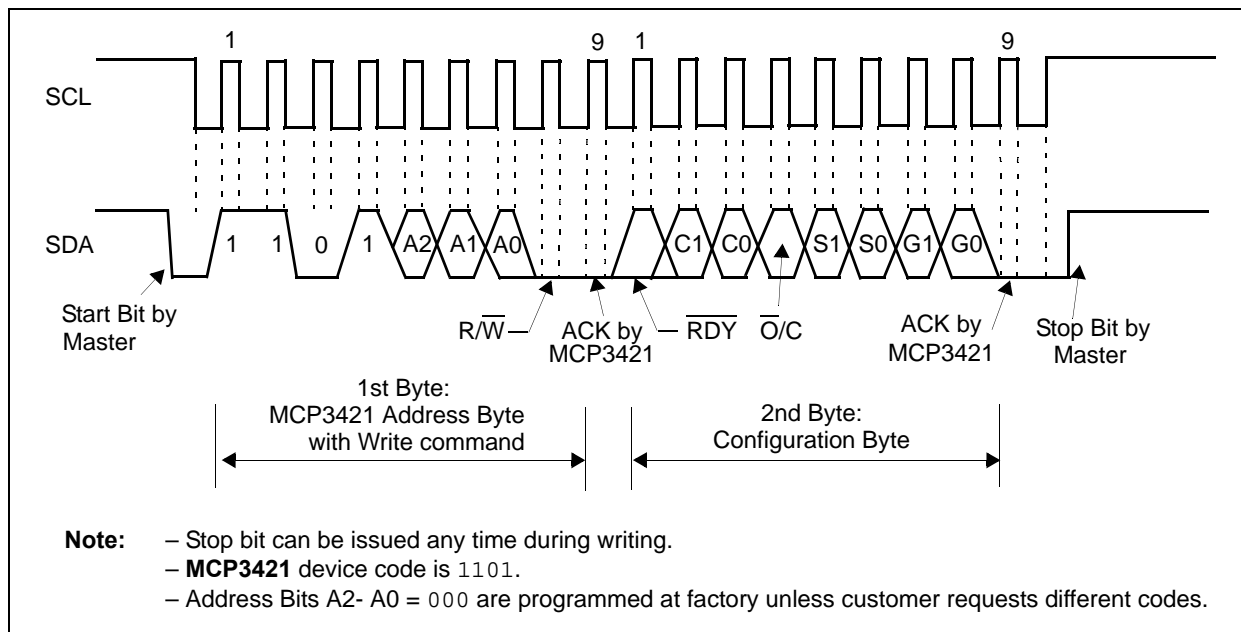 1 9 1 9
SCL
SDA 1 1 0 1 A2 A1 A0 C1 C0 S1 S0 G1 G0
Start Bit by
Master
R/W̅
ACK by
MCP3421
R̅D̅Y̅
O̅/C
ACK by
MCP3421
Stop Bit by
Master
1st Byte:
MCP3421 Address Byte
with Write command
2nd Byte:
Configuration Byte
Note: – Stop bit can be issued any time during writing.
– MCP3421 device code is 1101.
– Address Bits A2- A0 = 000 are programmed at factory unless customer requests different codes.